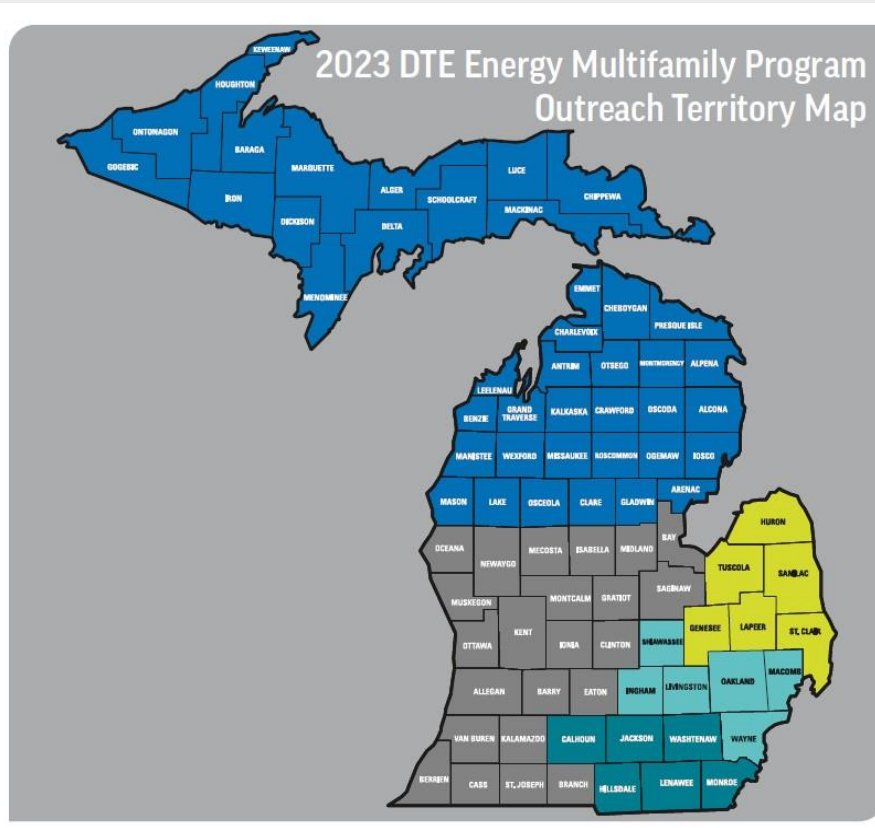 2023 DTE Energy Multifamily Program
Outreach Territory Map
KEWEENAW
HOUGHTON
ONTONAGON
BARAGA
GOGEBIC
MARQUETTE
LUCE
ALGER
CHIPPEWA
IRON
SCHOOLCRAFT
MACKINAC
DICKISON
DELTA
MENOMINEE
EMMET
CHEBOYGAN
PRESQUE ISLE
CHARLEVOIX
ANTRIM
OTSEGO
MONTMORENCY
ALPENA
LEELENAU
BENZIE
GRAND
TRAVERSE
KALKASKA
CRAWFORD
OSCODA
ALCONA
MANISTEE
WEXFORD
MISSAUKEE
ROSCOMMON
OGEMAW
IOSCO
MASON
LAKE
OSCEOLA
CLARE
GLADWIN
ARENAC
HURON
OCEANA
NEWAYGO
MECOSTA
ISABELLA
MIDLAND
BAY
TUSCOLA
SANILAC
MUSKEGON
MONTCALM
GRATIOT
SAGINAW
OTTAWA
KENT
IONIA
CLINTON
SHIAWASSEE
GENESEE
LAPEER
ST. CLAIR
ALLEGAN
BARRY
EATON
INGHAM
LIVINGSTON
OAKLAND
MACOMB
VAN BUREN
KALAMAZOO
CALHOUN
JACKSON
WASHTENAW
WAYNE
BERRIEN
CASS
ST. JOSEPH
BRANCH
HILLSDALE
LENAWEE
MONROE